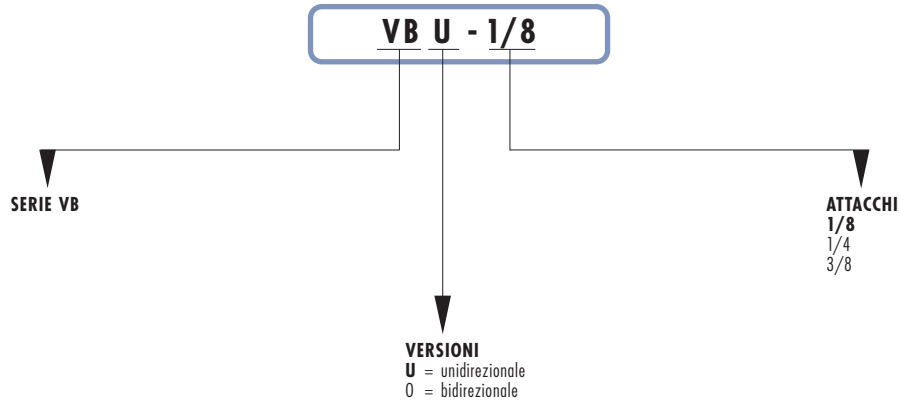 VB U - 1/8
SERIE VB
ATTACCHI
1/8
1/4
3/8
VERSIONI
U = unidirezionale
0 = bidirezionale